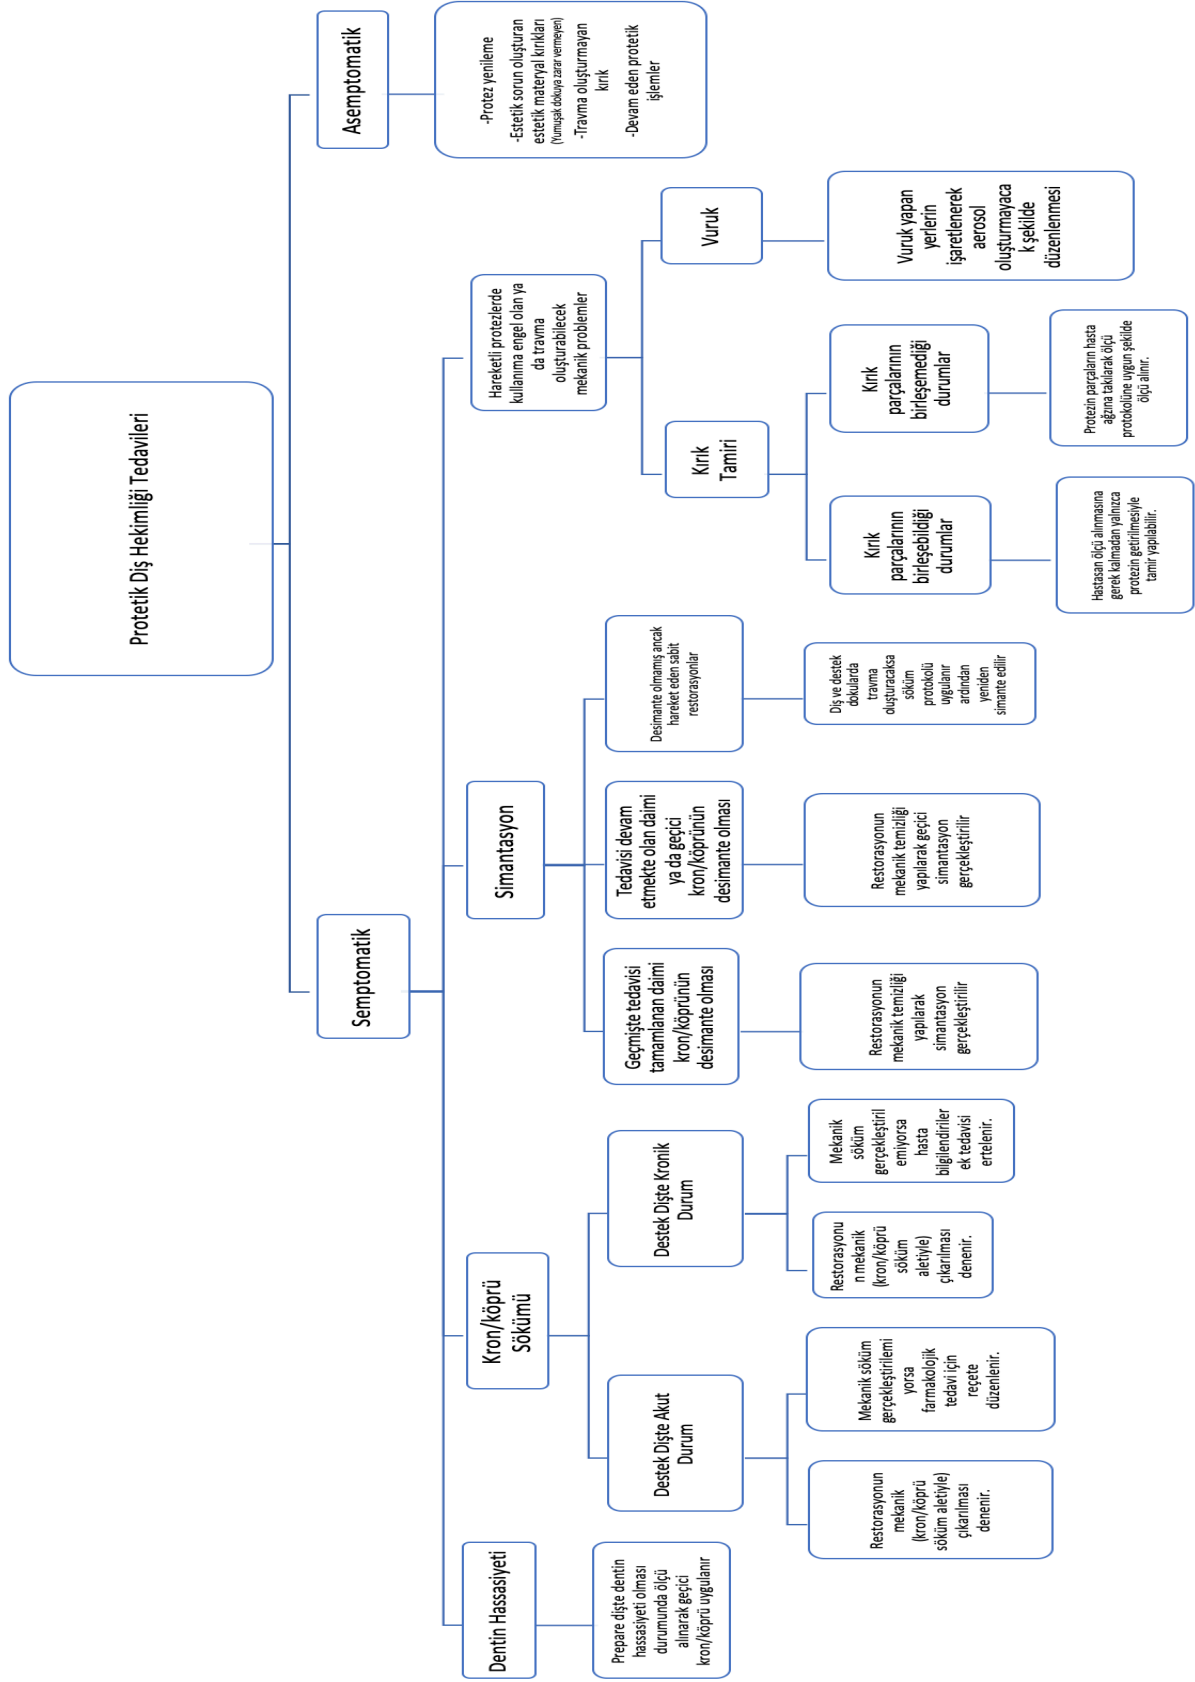 Protetik Diş Hekimliği Tedavileri
Semptomatik
Asemptomatik
Dentin Hassasiyeti
Kron/köprü
Sökümü
Simantasyon
Hareketli protezlerde
kullanıma engel olan ya
da travma
oluşturabilecek
mekanik problemler
-Protez yenileme
-Estetik sorun oluşturan
estetik materyal kırıkları
(Yumuşak dokuya zarar vermeyen)
-Travma oluşturmayan
kırık
-Devam eden protetik
işlemler
Prepare dişte dentin
hassasiyeti olması
durumunda ölçü
alınarak geçici
kron/köprü uygulanır
Destek Dişte Akut
Durum
Destek Dişte Kronik
Durum
Geçmişte tedavisi
tamamlanan daimi
kron/köprünün
desimante olması
Tedavisi devam
etmekte olan daimi
ya da geçici
kron/köprünün
desimante olması
Desimante olmamış ancak
hareket eden sabit
restorasyonlar
Kırık
Tamiri
Vuruk
Restorasyonun
mekanik
(kron/köprü
söküm aletiyle)
çıkarılması
denenir.
Mekanik söküm
gerçekleştirilemi
yorsa
farmakolojik
tedavi için
reçete
düzenlenir.
Restorasyonu
n mekanik
(kron/köprü
söküm
aletiyle)
çıkarılması
denenir.
Mekanik
söküm
gerçekleştiril
emiyorsa
hasta
bilgilendiriler
ek tedavisi
ertelenir.
Restorasyonun
mekanik temizliği
yapılarak
simantasyon
gerçekleştirilir
Restorasyonun
mekanik temizliği
yapılarak geçici
simantasyon
gerçekleştirilir
Diş ve destek
dokularda
travma
oluşturacaksa
söküm
protokolü
uygulanır
ardından
yeniden
simante edilir
Kırık
parçalarının
birleşebildiği
durumlar
Kırık
parçalarının
birleşemediği
durumlar
Vuruk yapan
yerlerin
işaretlenerek
aerosol
oluşturmayaca
k şekilde
düzenlenmesi
Hastasan ölçü alınmasına
gerek kalmadan yalnızca
protezin getirilmesiyle
tamir yapılabilir.
Protezin parçaların hasta
ağzına takılarak ölçü
protokolüne uygun şekilde
ölçü alınır.